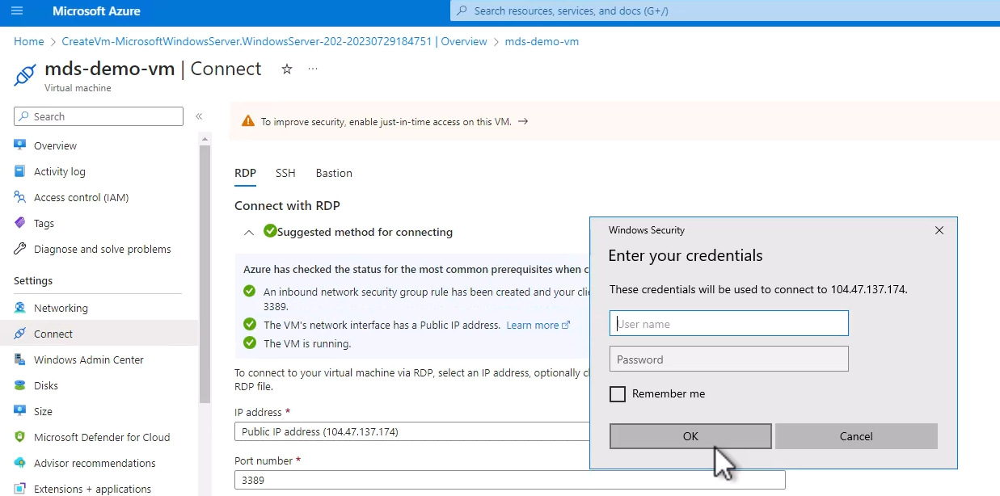 Microsoft Azure
Search resources, services, and docs (G+/)
Home > CreateVm-MicrosoftWindowsServer.WindowsServer-202-20230729184751 | Overview > mds-demo-vm
mds-demo-vm | Connect
Virtual machine
Search
Overview
Activity log
Access control (IAM)
Tags
Diagnose and solve problems
Settings
Networking
Connect
Windows Admin Center
Disks
Size
Microsoft Defender for Cloud
Advisor recommendations
Extensions + applications
To improve security, enable just-in-time access on this VM. →
RDP SSH Bastion
Connect with RDP
Suggested method for connecting
Azure has checked the status for the most common prerequisites when c
An inbound network security group rule has been created and your clie
3389.
The VM's network interface has a Public IP address. Learn more
The VM is running.
To connect to your virtual machine via RDP, select an IP address, optionally cl
RDP file.
IP address *
Public IP address (104.47.137.174)
Port number *
3389
Windows Security
Enter your credentials
These credentials will be used to connect to 104.47.137.174.
User name
Password
Remember me
OK Cancel